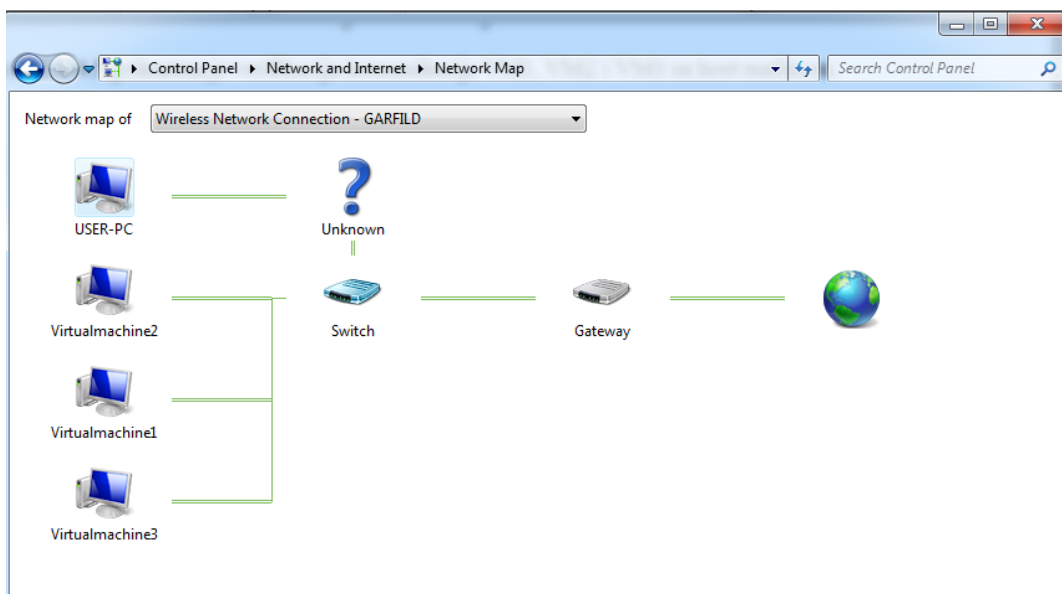 Control Panel ▸ Network and Internet ▸ Network Map
Search Control Panel
Network map of Wireless Network Connection - GARFILD
USER-PC Unknown
Virtualmachine2 Switch Gateway
Virtualmachine1
Virtualmachine3